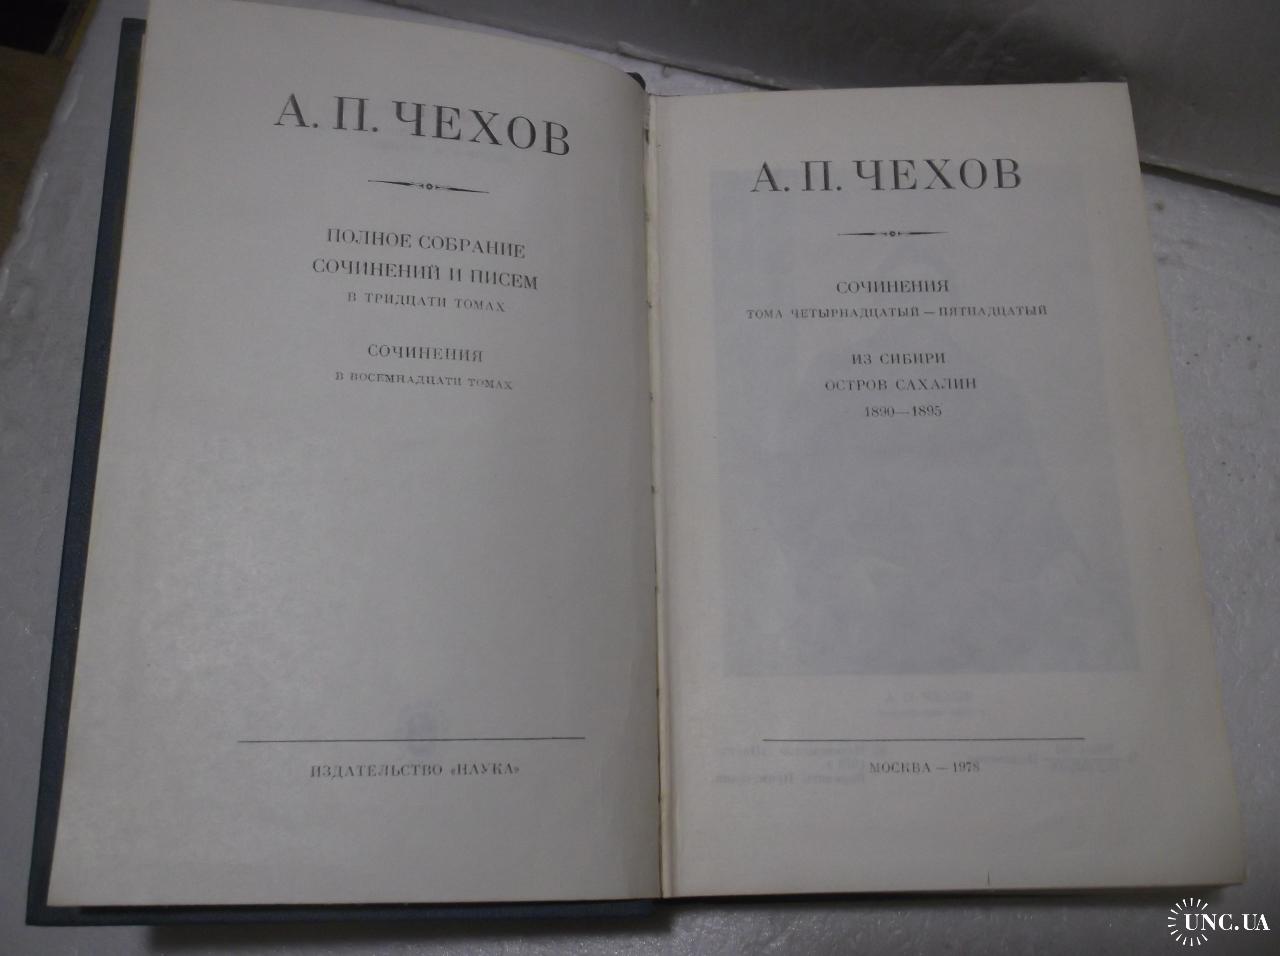 А. П. ЧЕХОВ
ПОЛНОЕ СОБРАНИЕ
СОЧИНЕНИЙ И ПИСЕМ
В ТРИДЦАТИ ТОМАХ
СОЧИНЕНИЯ
В ВОСЕМНАДЦАТИ ТОМАХ
ИЗДАТЕЛЬСТВО «НАУКА»
А. П. ЧЕХОВ
СОЧИНЕНИЯ
ТОМА ЧЕТЫРНАДЦАТЫЙ — ПЯТНАДЦАТЫЙ
ИЗ СИБИРИ
ОСТРОВ САХАЛИН
1890—1895
МОСКВА — 1978
UNC.UA